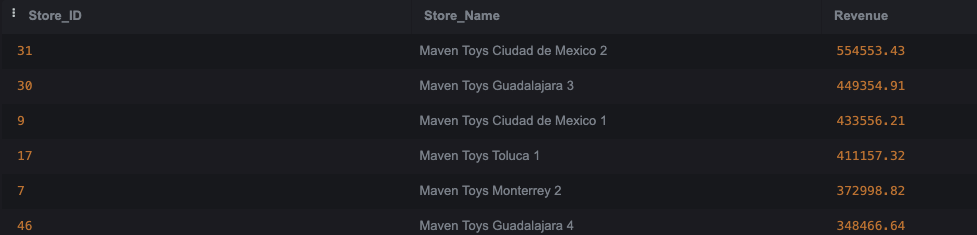 Store_ID Store_Name Revenue
31 Maven Toys Ciudad de Mexico 2 554553.43
30 Maven Toys Guadalajara 3 449354.91
9 Maven Toys Ciudad de Mexico 1 433556.21
17 Maven Toys Toluca 1 411157.32
7 Maven Toys Monterrey 2 372998.82
46 Maven Toys Guadalajara 4 348466.64